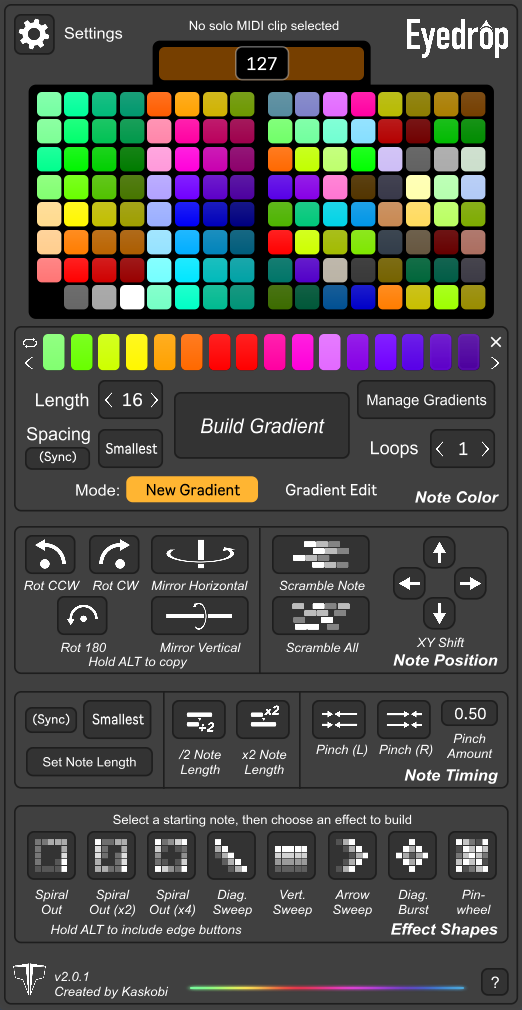 Settings
No solo MIDI clip selected
Eyedrop
127
Length
< 16 >
Build Gradient
Manage Gradients
Spacing
(Sync)
Smallest
Loops
< 1 >
Mode:
New Gradient
Gradient Edit
Note Color
Rot CCW
Rot CW
Mirror Horizontal
Scramble Note
Rot 180
Mirror Vertical
Scramble All
XY Shift
Hold ALT to copy
Note Position
(Sync)
Smallest
Set Note Length
÷2
x2
/2 Note
Length
x2 Note
Length
Pinch (L)
Pinch (R)
0.50
Pinch
Amount
Note Timing
Select a starting note, then choose an effect to build
Spiral
Out
Spiral
Out (x2)
Spiral
Out (x4)
Diag.
Sweep
Vert.
Sweep
Arrow
Sweep
Diag.
Burst
Pin-
wheel
Hold ALT to include edge buttons
Effect Shapes
v2.0.1
Created by Kaskobi
?